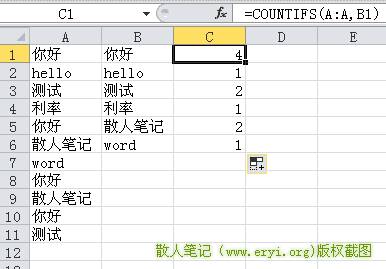 C1 fx =COUNTIFS(A:A,B1)
A B C D E
1 你好 你好 4
2 hello hello 1
3 测试 测试 2
4 利率 利率 1
5 你好 散人笔记 2
6 散人笔记 word 1
7 word
8 你好
9 散人笔记
10 你好
11 测试
12
散人笔记（www.eryi.org)版权截图